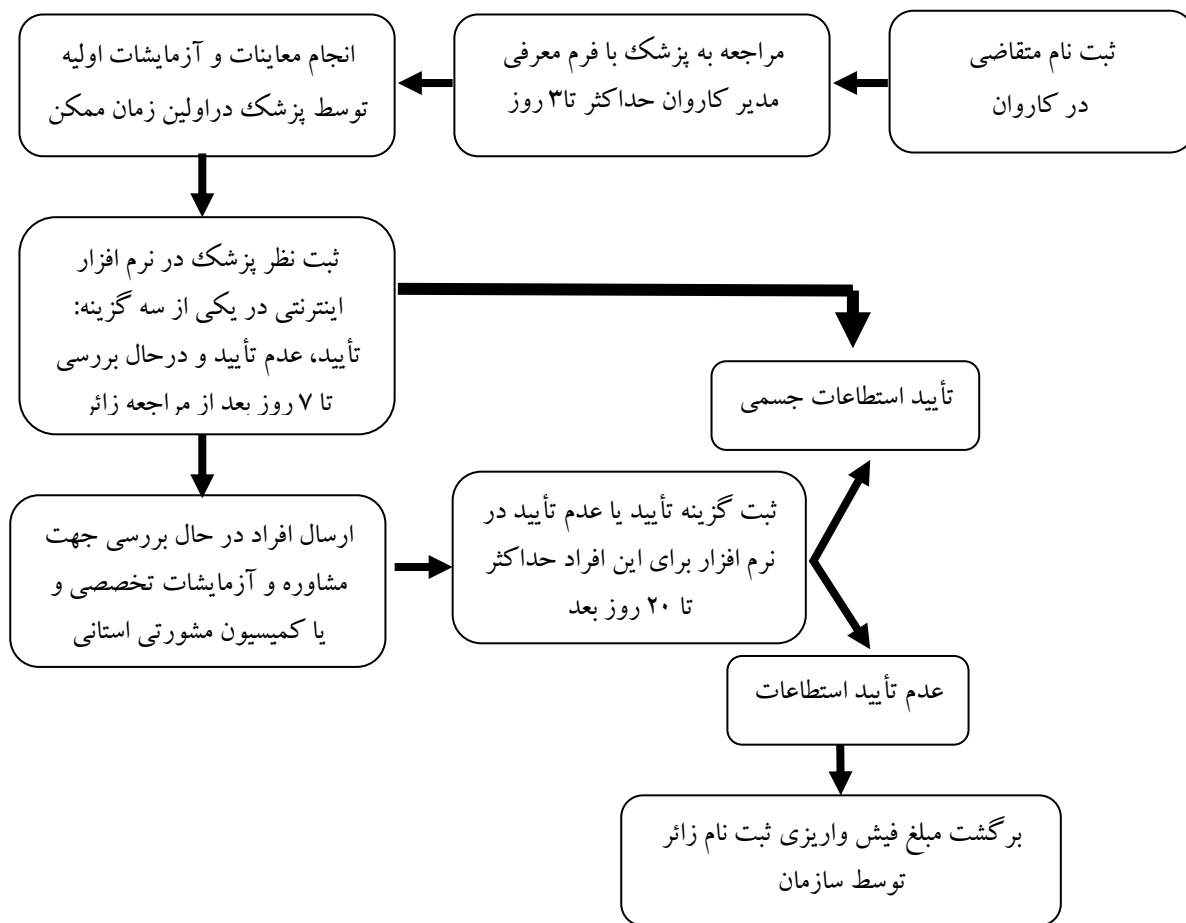 ثبت نام متقاضی
در کاروان
مراجعه به پزشک با فرم معرفی
مدیر کاروان حداکثر تا۳ روز
انجام معاینات و آزمایشات اولیه
توسط پزشک دراولین زمان ممکن
ثبت نظر پزشک در نرم افزار
اینترنتی در یکی از سه گزینه:
تأیید، عدم تأیید و درحال بررسی
تا ۷ روز بعد از مراجعه زائر
تأیید استطاعات جسمی
ارسال افراد در حال بررسی جهت
مشاوره و آزمایشات تخصصی و
یا کمیسیون مشورتی استانی
ثبت گزینه تأیید یا عدم تأیید در
نرم افزار برای این افراد حداکثر
تا ۲۰ روز بعد
عدم تأیید استطاعات
برگشت مبلغ فیش واریزی ثبت نام زائر
توسط سازمان